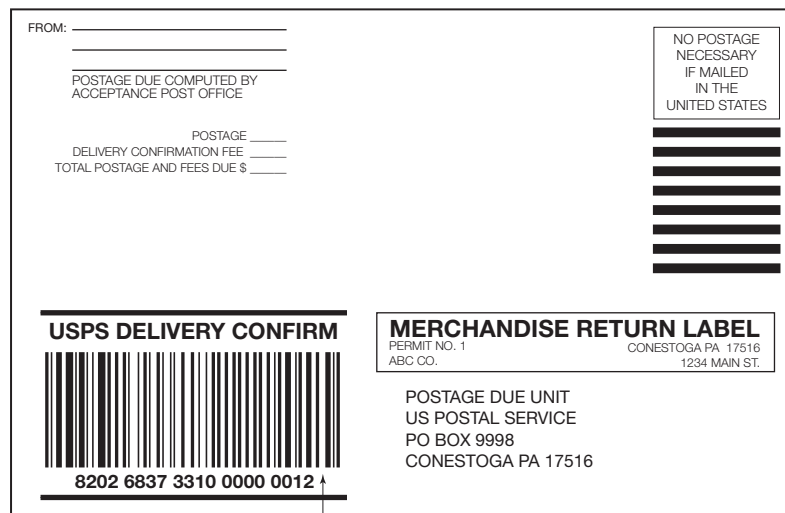 FROM:
POSTAGE DUE COMPUTED BY
ACCEPTANCE POST OFFICE
POSTAGE _____
DELIVERY CONFIRMATION FEE _____
TOTAL POSTAGE AND FEES DUE $ _____
NO POSTAGE
NECESSARY
IF MAILED
IN THE
UNITED STATES
USPS DELIVERY CONFIRM
8202 6837 3310 0000 0012
MERCHANDISE RETURN LABEL
PERMIT NO. 1 CONESTOGA PA 17516
ABC CO. 1234 MAIN ST.
POSTAGE DUE UNIT
US POSTAL SERVICE
PO BOX 9998
CONESTOGA PA 17516